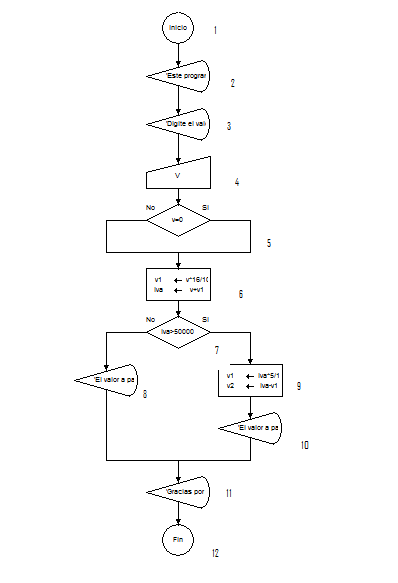 Inicio
1
'Este progra
2
'Digite el val
3
V
4
No
Si
v=0
5
v1 ← v*16/10
iva ← v+v1
6
No
Si
iva>50000
7
'El valor a pa
8
v1 ← iva*5/1
v2 ← iva-v1
9
'El valor a pa
10
'Gracias por
11
Fin
12